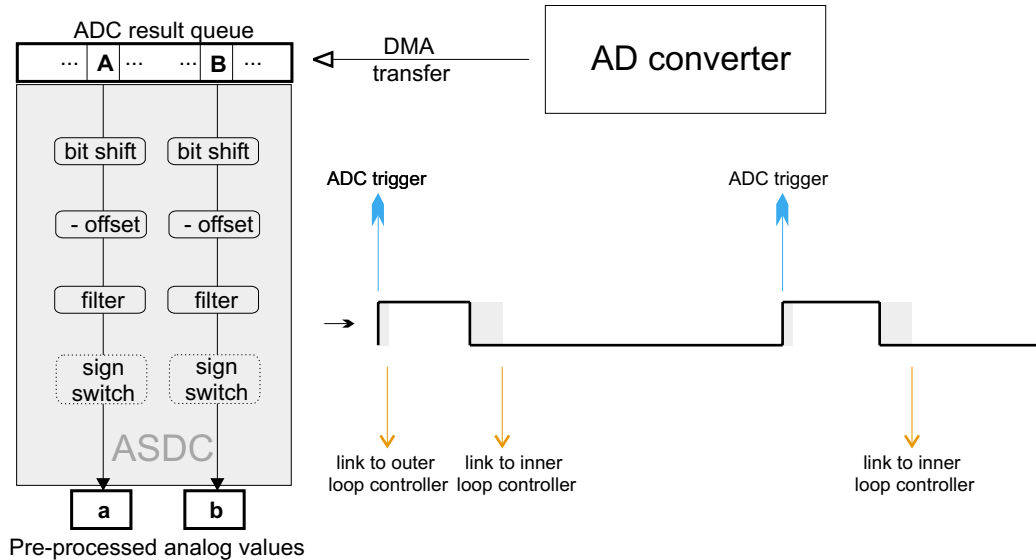 ADC result queue
... A ... ... B ...
DMA
transfer
AD converter
bit shift
bit shift
- offset
- offset
filter
filter
sign
switch
sign
switch
ASDC
a
b
Pre-processed analog values
ADC trigger
ADC trigger
link to outer
loop controller
link to inner
loop controller
link to inner
loop controller